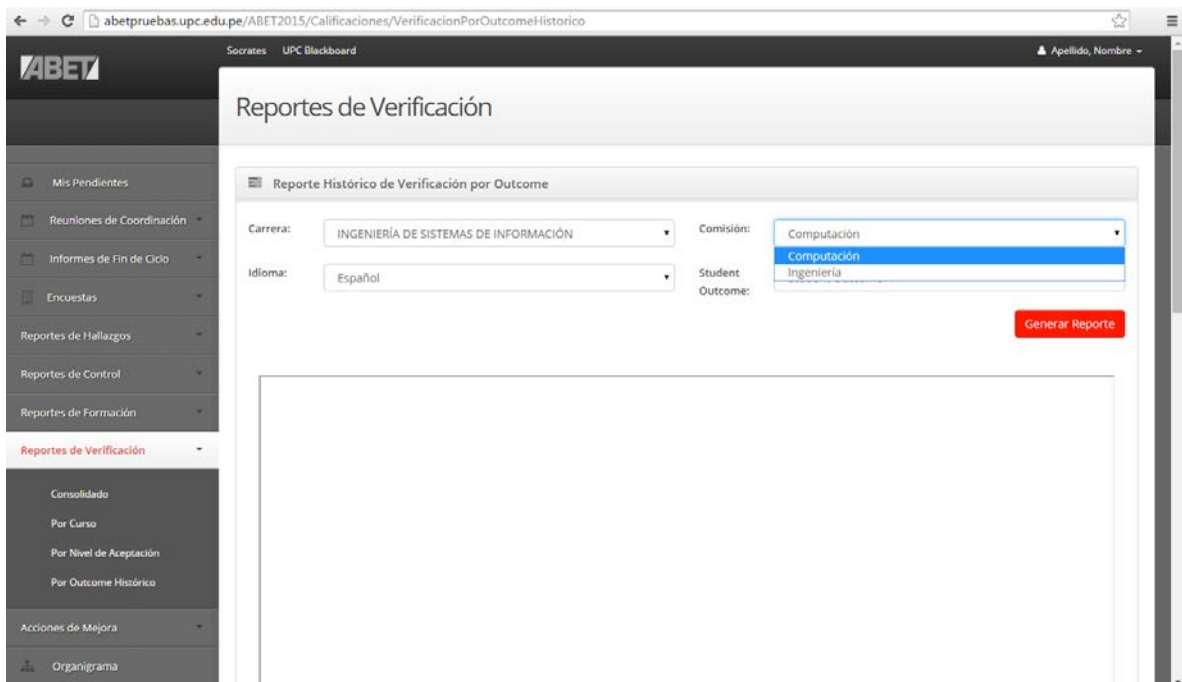 abetpruebas.upc.edu.pe/ABET2015/Calificaciones/VerificacionPorOutcomeHistorico
ABET
Socrates UPC Blackboard
Apellido, Nombre
Reportes de Verificación
Mis Pendientes
Reuniones de Coordinación
Informes de Fin de Ciclo
Encuestas
Reportes de Hallazgos
Reportes de Control
Reportes de Formación
Reportes de Verificación
Consolidado
Por Curso
Por Nivel de Aceptación
Por Outcome Histórico
Acciones de Mejora
Organigrama
Reporte Histórico de Verificación por Outcome
Carrera: INGENIERÍA DE SISTEMAS DE INFORMACIÓN
Comisión: Computación
Computación
Ingeniería
Idioma: Español
Student
Outcome:
Generar Reporte